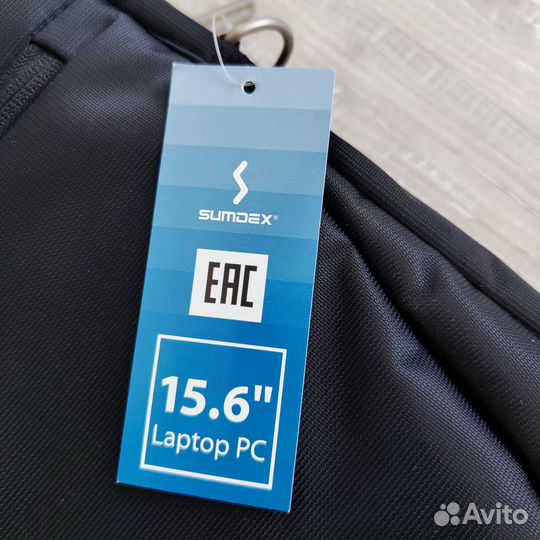 SUMDEX®
EAC
15.6"
Laptop PC
Avito